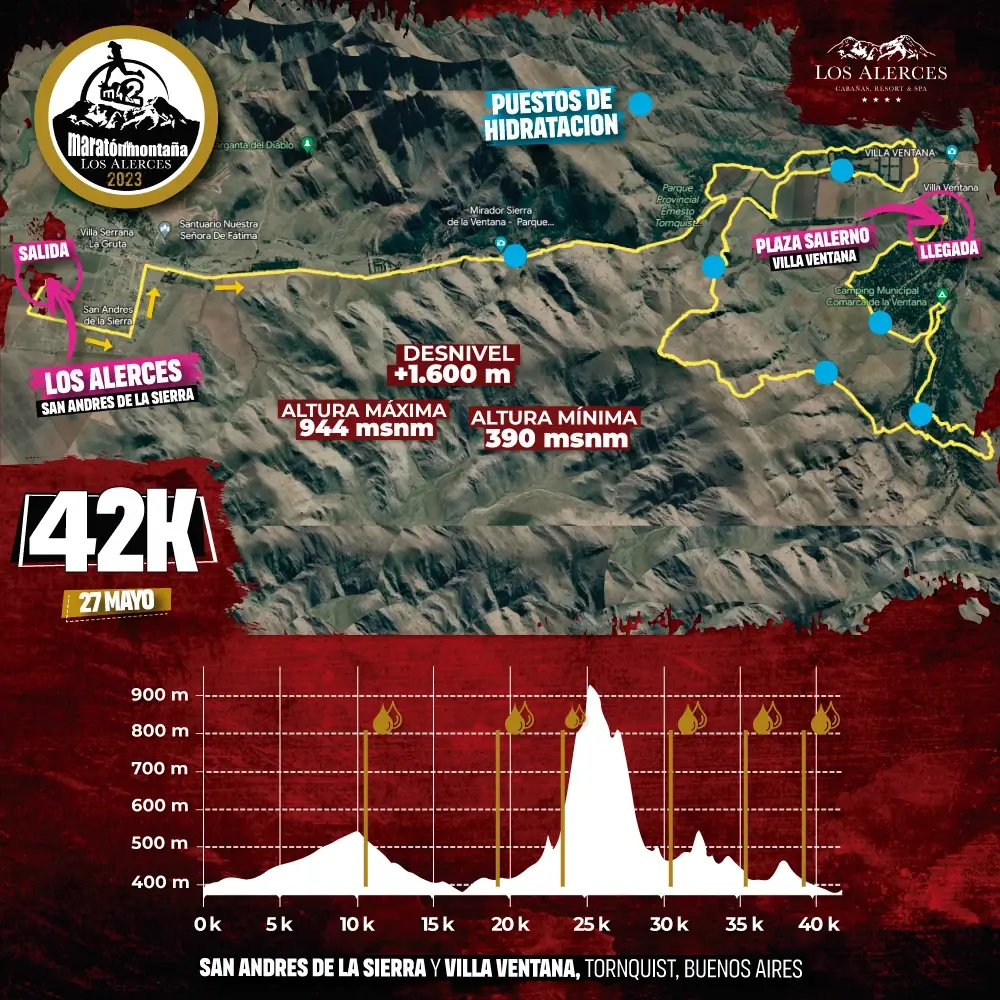 m42
maratónmontaña
LOS ALERCES
2023
LOS ALERCES
CABAÑAS, RESORT & SPA
PUESTOS DE
HIDRATACION
arganta del Diablo
VILLA VENTANA
Villa Ventana
Parque
Provincial
Ernesto
Tornquist...
Mirador Sierra
de la Ventana - Parque...
Santuario Nuestra
Señora De Fatima
Villa Serrana
La Gruta
SALIDA
PLAZA SALERNO
VILLA VENTANA
LLEGADA
Camping Municipal
Comarca de la Ventana
San Andres
de la Sierra
LOS ALERCES
SAN ANDRES DE LA SIERRA
DESNIVEL
+1.600 m
ALTURA MÁXIMA
944 msnm
ALTURA MÍNIMA
390 msnm
42K
27 MAYO
900 m
800 m
700 m
600 m
500 m
400 m
0 k 5 k 10 k 15 k 20 k 25 k 30 k 35 k 40 k
SAN ANDRES DE LA SIERRA Y VILLA VENTANA, TORNQUIST, BUENOS AIRES